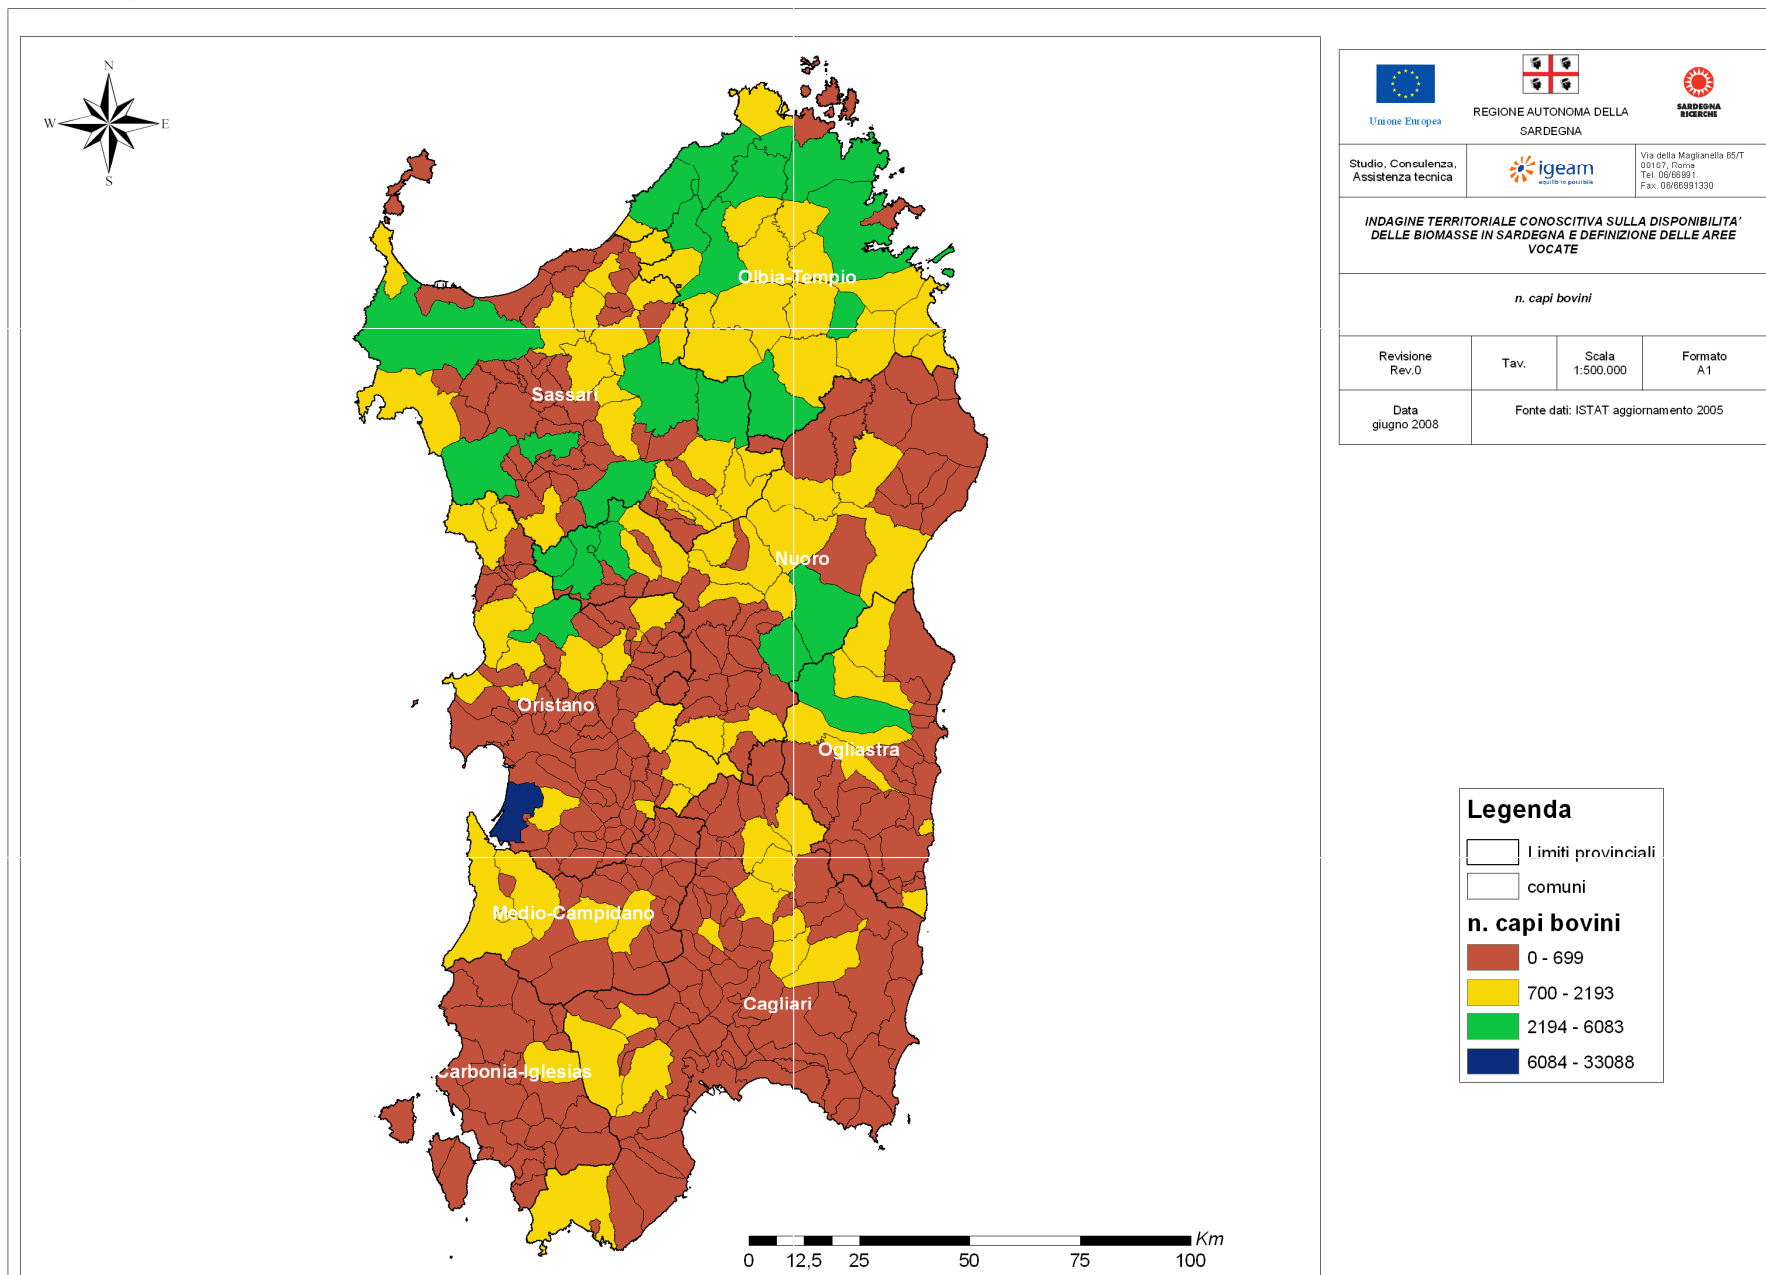 N
W
E
S
Olbia-Tempio
Sassari
Nuoro
Oristano
Ogliastra
Medio-Campidano
Cagliari
Carbonia-Iglesias
Km
0 12,5 25 50 75 100
Unione Europea
REGIONE AUTONOMA DELLA
SARDEGNA
SARDEGNA
RICERCHE
Studio, Consulenza,
Assistenza tecnica
igeam
equilibrio possibile
Via della Maglianella 65/T
00167, Roma
Tel. 06/66991
Fax. 06/66991330
INDAGINE TERRITORIALE CONOSCITIVA SULLA DISPONIBILITA'
DELLE BIOMASSE IN SARDEGNA E DEFINIZIONE DELLE AREE
VOCATE
n. capi bovini
Revisione
Rev.0
Tav.
Scala
1:500.000
Formato
A1
Data
giugno 2008
Fonte dati: ISTAT aggiornamento 2005
Legenda
Limiti provinciali
comuni
n. capi bovini
0 - 699
700 - 2193
2194 - 6083
6084 - 33088